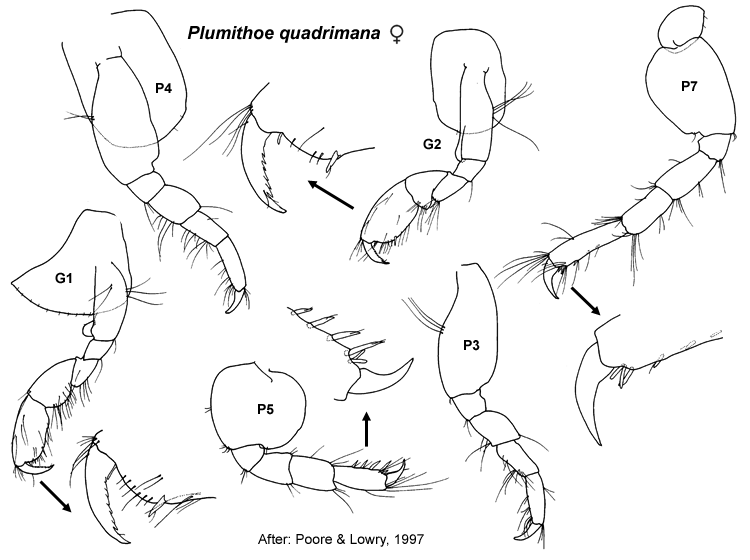 Plumithoe quadrimana ♀
P4
P7
G2
G1
P3
P5
After: Poore & Lowry, 1997